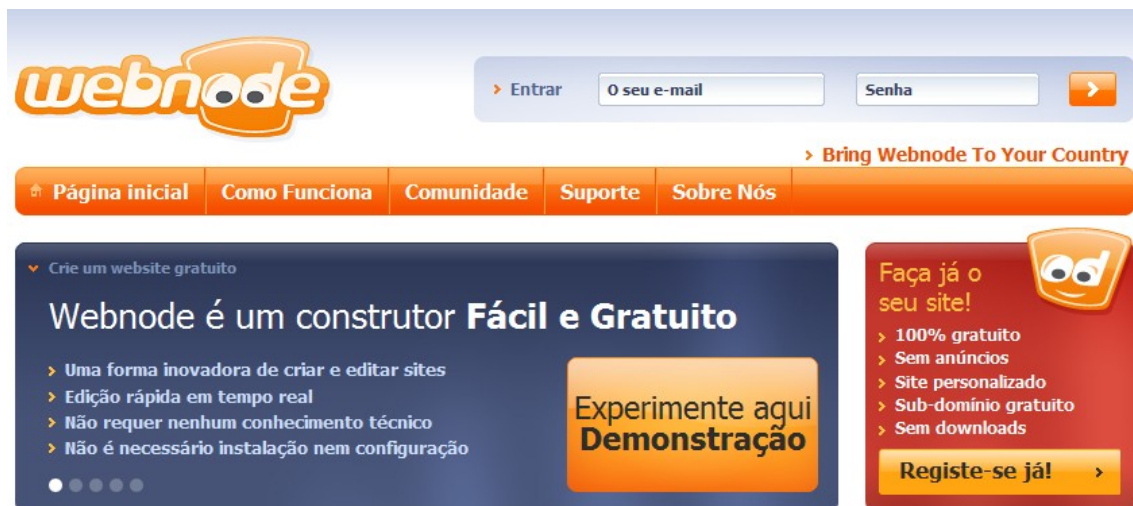 webnode
Entrar
O seu e-mail
Senha
Bring Webnode To Your Country
Página inicial
Como Funciona
Comunidade
Suporte
Sobre Nós
Crie um website gratuito
Webnode é um construtor Fácil e Gratuito
Uma forma inovadora de criar e editar sites
Edição rápida em tempo real
Não requer nenhum conhecimento técnico
Não é necessário instalação nem configuração
Experimente aqui
Demonstração
Faça já o
seu site!
100% gratuito
Sem anúncios
Site personalizado
Sub-domínio gratuito
Sem downloads
Registe-se já!